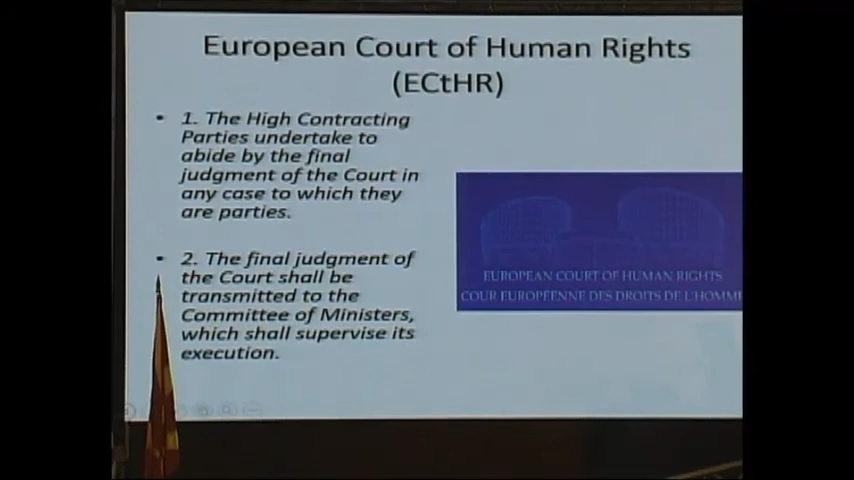 European Court of Human Rights
(ECtHR)
• 1. The High Contracting
Parties undertake to
abide by the final
judgment of the Court in
any case to which they
are parties.
• 2. The final judgment of
the Court shall be
transmitted to the
Committee of Ministers,
which shall supervise its
execution.
EUROPEAN COURT OF HUMAN RIGHTS
COUR EUROPÉENNE DES DROITS DE L'HOMME